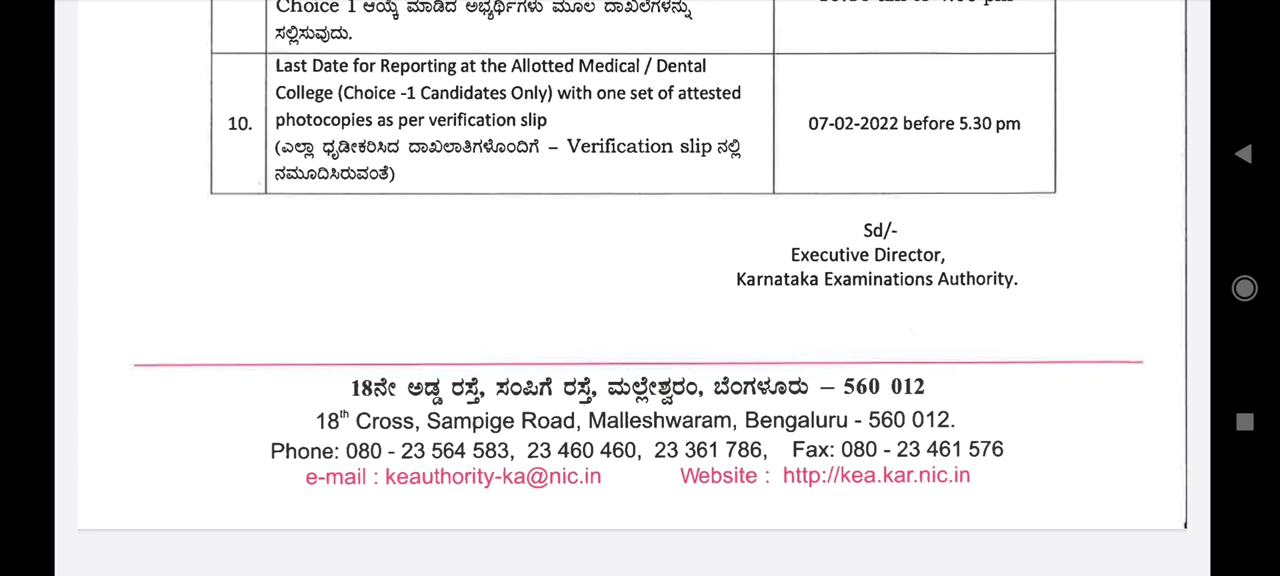 Choice 1 ಆಯ್ಕೆ ಮಾಡಿದ ಅಭ್ಯರ್ಥಿಗಳು ಮೂಲ ದಾಖಲೆಗಳನ್ನು
ಸಲ್ಲಿಸುವುದು.
10.
Last Date for Reporting at the Allotted Medical / Dental
College (Choice -1 Candidates Only) with one set of attested
photocopies as per verification slip
(ಎಲ್ಲಾ ಧೃಡೀಕರಿಸಿದ ದಾಖಲಾತಿಗಳೊಂದಿಗೆ – Verification slip ನಲ್ಲಿ
ನಮೂದಿಸಿರುವಂತೆ)
07-02-2022 before 5.30 pm
Sd/-
Executive Director,
Karnataka Examinations Authority.
18ನೇ ಅಡ್ಡ ರಸ್ತೆ, ಸಂಪಿಗೆ ರಸ್ತೆ, ಮಲ್ಲೇಶ್ವರಂ, ಬೆಂಗಳೂರು – 560 012
18th Cross, Sampige Road, Malleshwaram, Bengaluru - 560 012.
Phone: 080 - 23 564 583, 23 460 460, 23 361 786, Fax: 080 - 23 461 576
e-mail : keauthority-ka@nic.in Website : http://kea.kar.nic.in